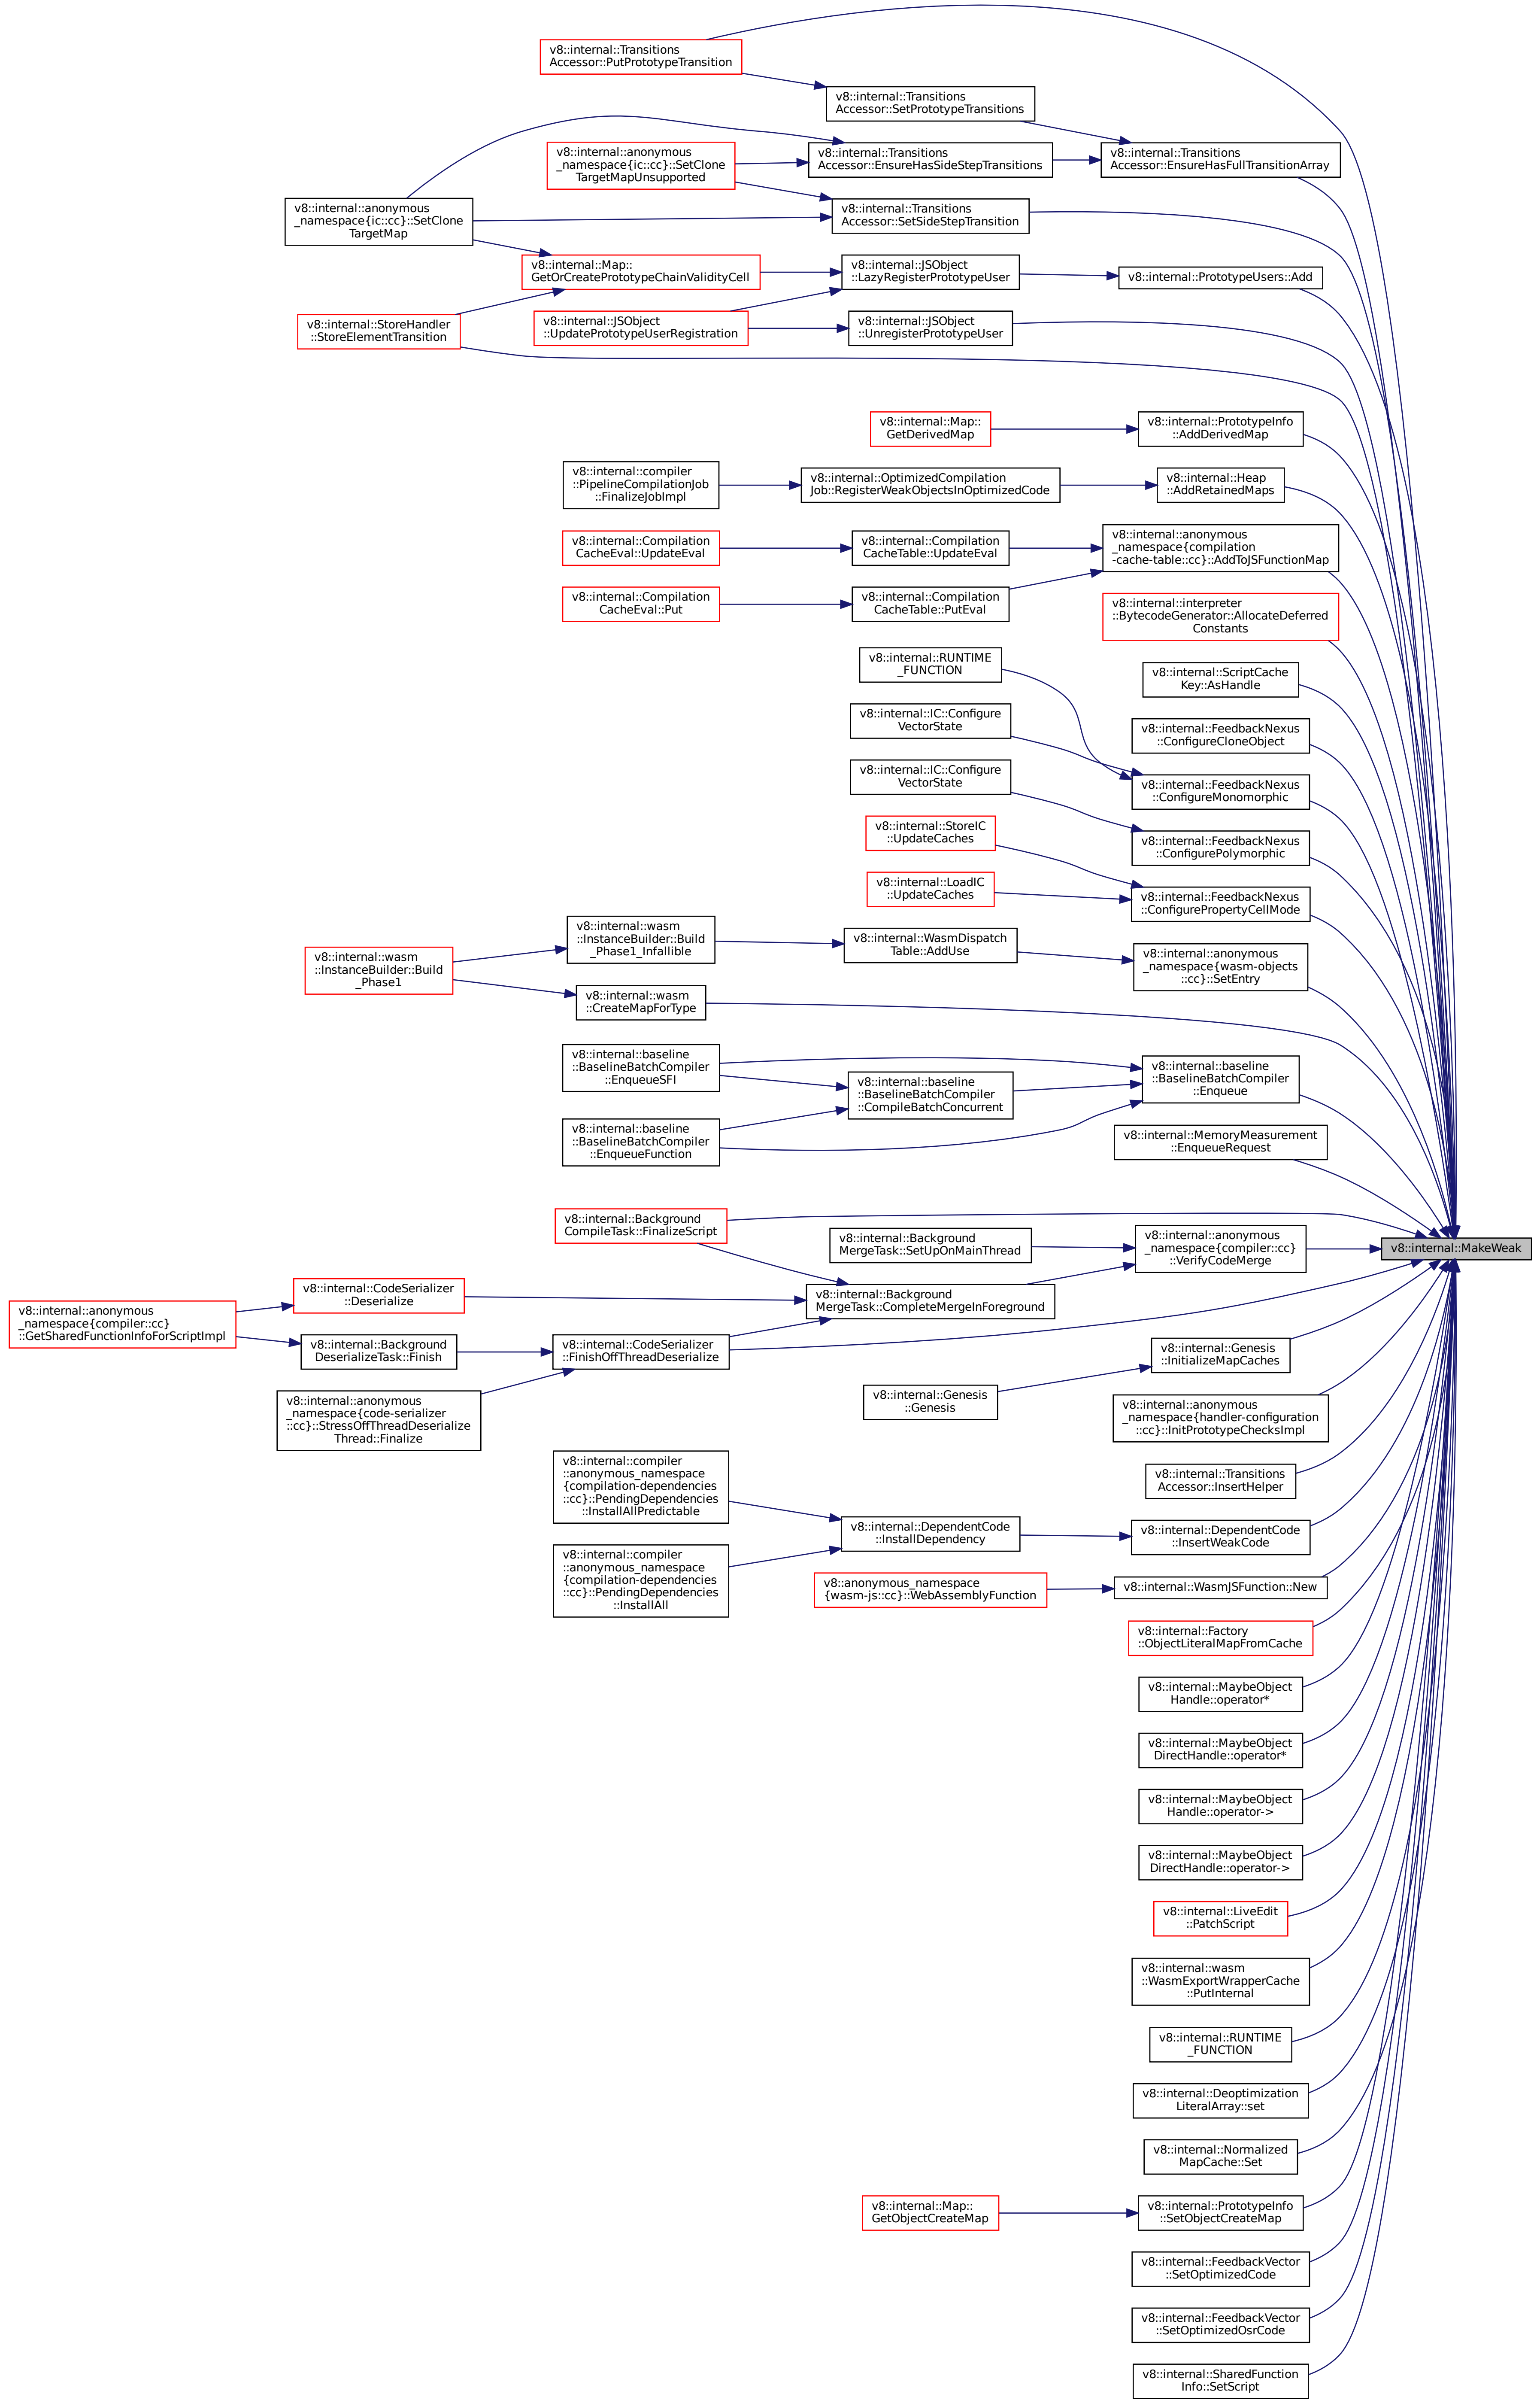 v8::internal::Transitions
Accessor::PutPrototypeTransition
v8::internal::Transitions
Accessor::SetPrototypeTransitions
v8::internal::anonymous
_namespace{ic::cc}::SetClone
TargetMapUnsupported
v8::internal::Transitions
Accessor::EnsureHasSideStepTransitions
v8::internal::Transitions
Accessor::EnsureHasFullTransitionArray
v8::internal::anonymous
_namespace{ic::cc}::SetClone
TargetMap
v8::internal::Transitions
Accessor::SetSideStepTransition
v8::internal::Map::
GetOrCreatePrototypeChainValidityCell
v8::internal::JSObject
::LazyRegisterPrototypeUser
v8::internal::PrototypeUsers::Add
v8::internal::StoreHandler
::StoreElementTransition
v8::internal::JSObject
::UpdatePrototypeUserRegistration
v8::internal::JSObject
::UnregisterPrototypeUser
v8::internal::Map::
GetDerivedMap
v8::internal::PrototypeInfo
::AddDerivedMap
v8::internal::compiler
::PipelineCompilationJob
::FinalizeJobImpl
v8::internal::OptimizedCompilation
Job::RegisterWeakObjectsInOptimizedCode
v8::internal::Heap
::AddRetainedMaps
v8::internal::Compilation
CacheEval::UpdateEval
v8::internal::Compilation
CacheTable::UpdateEval
v8::internal::anonymous
_namespace{compilation
-cache-table::cc}::AddToJSFunctionMap
v8::internal::Compilation
CacheEval::Put
v8::internal::Compilation
CacheTable::PutEval
v8::internal::interpreter
::BytecodeGenerator::AllocateDeferred
Constants
v8::internal::RUNTIME
_FUNCTION
v8::internal::ScriptCache
Key::AsHandle
v8::internal::IC::Configure
VectorState
v8::internal::FeedbackNexus
::ConfigureCloneObject
v8::internal::IC::Configure
VectorState
v8::internal::FeedbackNexus
::ConfigureMonomorphic
v8::internal::StoreIC
::UpdateCaches
v8::internal::FeedbackNexus
::ConfigurePolymorphic
v8::internal::LoadIC
::UpdateCaches
v8::internal::FeedbackNexus
::ConfigurePropertyCellMode
v8::internal::wasm
::InstanceBuilder::Build
_Phase1
v8::internal::wasm
::InstanceBuilder::Build
_Phase1_Infallible
v8::internal::WasmDispatch
Table::AddUse
v8::internal::anonymous
_namespace{wasm-objects
::cc}::SetEntry
v8::internal::wasm
::CreateMapForType
v8::internal::baseline
::BaselineBatchCompiler
::EnqueueSFI
v8::internal::baseline
::BaselineBatchCompiler
::CompileBatchConcurrent
v8::internal::baseline
::BaselineBatchCompiler
::Enqueue
v8::internal::baseline
::BaselineBatchCompiler
::EnqueueFunction
v8::internal::MemoryMeasurement
::EnqueueRequest
v8::internal::Background
CompileTask::FinalizeScript
v8::internal::Background
MergeTask::SetUpOnMainThread
v8::internal::anonymous
_namespace{compiler::cc}
::VerifyCodeMerge
v8::internal::MakeWeak
v8::internal::anonymous
_namespace{compiler::cc}
::GetSharedFunctionInfoForScriptImpl
v8::internal::CodeSerializer
::Deserialize
v8::internal::Background
MergeTask::CompleteMergeInForeground
v8::internal::Background
DeserializeTask::Finish
v8::internal::CodeSerializer
::FinishOffThreadDeserialize
v8::internal::Genesis
::InitializeMapCaches
v8::internal::anonymous
_namespace{code-serializer
::cc}::StressOffThreadDeserialize
Thread::Finalize
v8::internal::Genesis
::Genesis
v8::internal::anonymous
_namespace{handler-configuration
::cc}::InitPrototypeChecksImpl
v8::internal::compiler
::anonymous_namespace
{compilation-dependencies
::cc}::PendingDependencies
::InstallAllPredictable
v8::internal::Transitions
Accessor::InsertHelper
v8::internal::DependentCode
::InstallDependency
v8::internal::DependentCode
::InsertWeakCode
v8::internal::compiler
::anonymous_namespace
{compilation-dependencies
::cc}::PendingDependencies
::InstallAll
v8::anonymous_namespace
{wasm-js::cc}::WebAssemblyFunction
v8::internal::WasmJSFunction::New
v8::internal::Factory
::ObjectLiteralMapFromCache
v8::internal::MaybeObject
Handle::operator*
v8::internal::MaybeObject
DirectHandle::operator*
v8::internal::MaybeObject
Handle::operator->
v8::internal::MaybeObject
DirectHandle::operator->
v8::internal::LiveEdit
::PatchScript
v8::internal::wasm
::WasmExportWrapperCache
::PutInternal
v8::internal::RUNTIME
_FUNCTION
v8::internal::Deoptimization
LiteralArray::set
v8::internal::Normalized
MapCache::Set
v8::internal::Map::
GetObjectCreateMap
v8::internal::PrototypeInfo
::SetObjectCreateMap
v8::internal::FeedbackVector
::SetOptimizedCode
v8::internal::FeedbackVector
::SetOptimizedOsrCode
v8::internal::SharedFunction
Info::SetScript